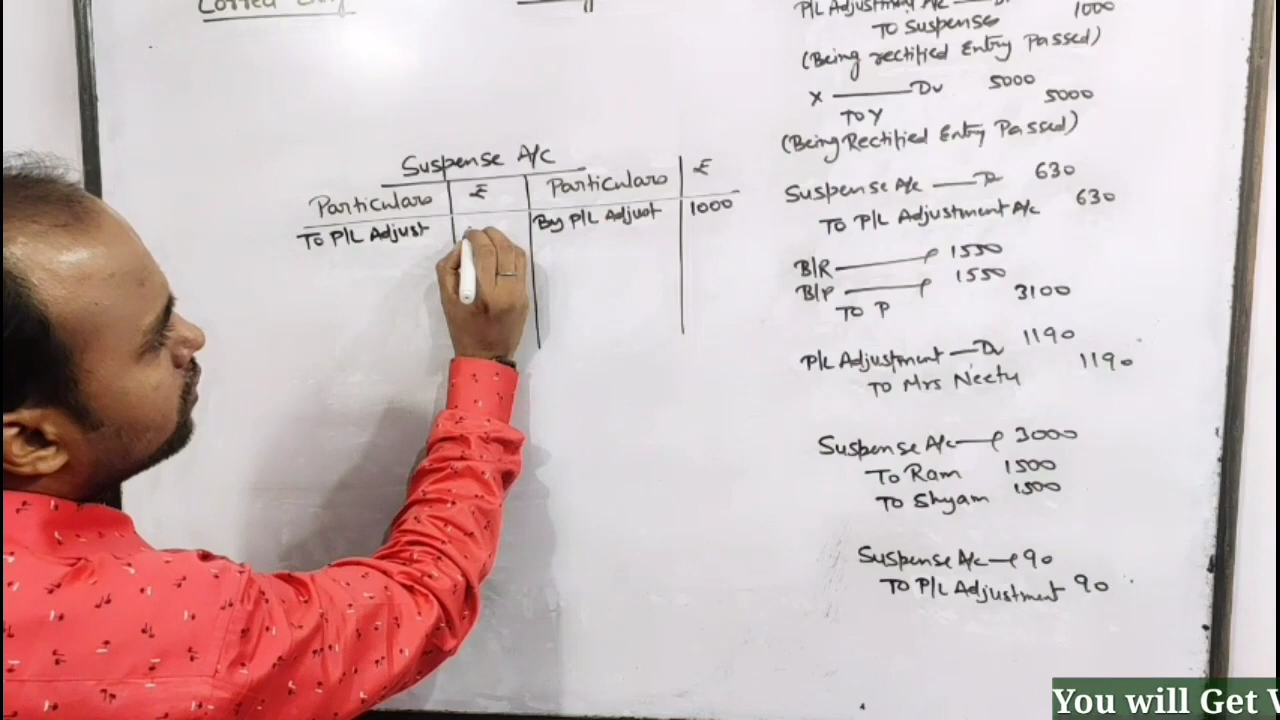 Suspense A/c
Particulars ₹ Particulars ₹
To P/L Adjust By P/L Adjust 1000
P/L Adjustment A/c — Dr
To Suspense 1000
(Being rectified Entry Passed)
X — Dr 5000
To Y 5000
(Being Rectified Entry Passed)
Suspense A/c — Dr 630
To P/L Adjustment A/c 630
B/R 1550
B/P 1550
To P 3100
P/L Adjustment — Dr 1190
To Mrs Neetu 1190
Suspense A/c 3000
To Ram 1500
To Shyam 1500
Suspense A/c 90
To P/L Adjustment 90
You will Get